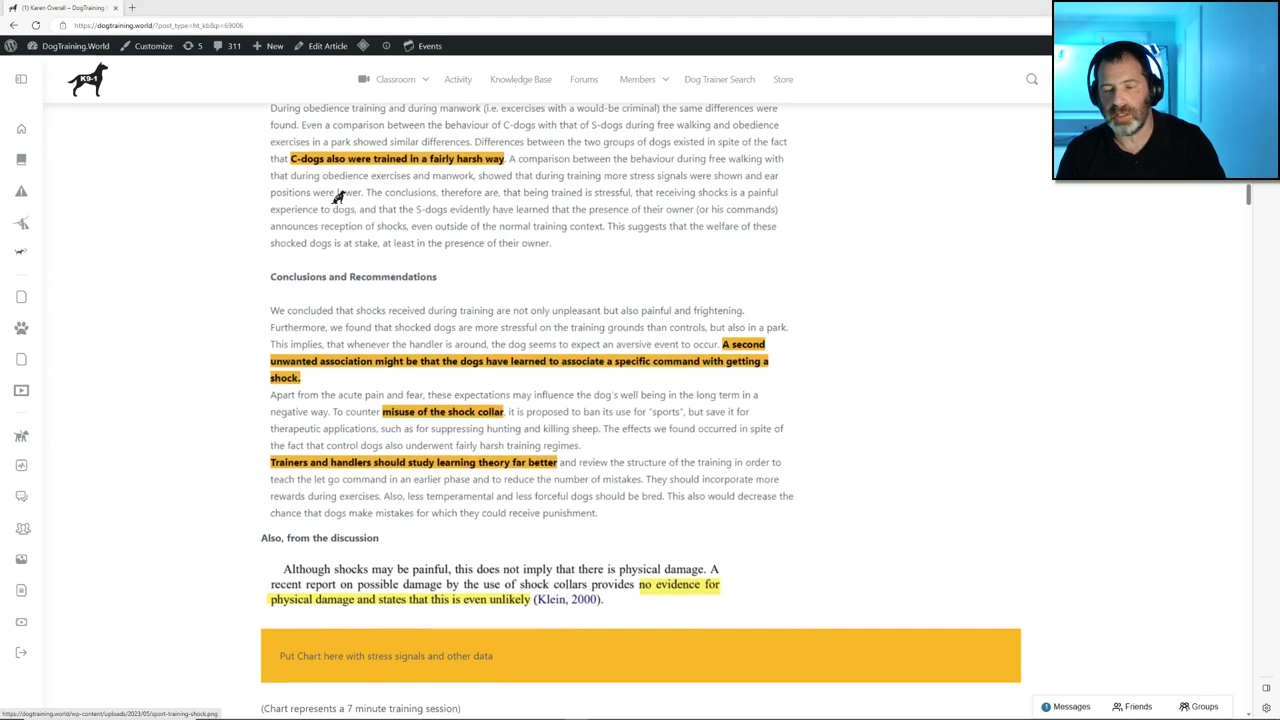 (1) Karen Overall – DogTraining
https://dogtraining.world/?post_type=ht_kb&p=69006
DogTraining.World Customize 5 311 New Edit Article Events
K9-1
Classroom Activity Knowledge Base Forums Members Dog Trainer Search Store
During obedience training and during manwork (i.e. excercises with a would-be criminal) the same differences were
found. Even a comparison between the behaviour of C-dogs with that of S-dogs during free walking and obedience
exercises in a park showed similar differences. Differences between the two groups of dogs existed in spite of the fact
that C-dogs also were trained in a fairly harsh way. A comparison between the behaviour during free walking with
that during obedience exercises and manwork, showed that during training more stress signals were shown and ear
positions were lower. The conclusions, therefore are, that being trained is stressful, that receiving shocks is a painful
experience to dogs, and that the S-dogs evidently have learned that the presence of their owner (or his commands)
announces reception of shocks, even outside of the normal training context. This suggests that the welfare of these
shocked dogs is at stake, at least in the presence of their owner.
Conclusions and Recommendations
We concluded that shocks received during training are not only unpleasant but also painful and frightening.
Furthermore, we found that shocked dogs are more stressful on the training grounds than controls, but also in a park.
This implies, that whenever the handler is around, the dog seems to expect an aversive event to occur. A second
unwanted association might be that the dogs have learned to associate a specific command with getting a
shock.
Apart from the acute pain and fear, these expectations may influence the dog's well being in the long term in a
negative way. To counter misuse of the shock collar, it is proposed to ban its use for "sports", but save it for
therapeutic applications, such as for suppressing hunting and killing sheep. The effects we found occurred in spite of
the fact that control dogs also underwent fairly harsh training regimes.
Trainers and handlers should study learning theory far better and review the structure of the training in order to
teach the let go command in an earlier phase and to reduce the number of mistakes. They should incorporate more
rewards during exercises. Also, less temperamental and less forceful dogs should be bred. This also would decrease the
chance that dogs make mistakes for which they could receive punishment.
Also, from the discussion
Although shocks may be painful, this does not imply that there is physical damage. A
recent report on possible damage by the use of shock collars provides no evidence for
physical damage and states that this is even unlikely (Klein, 2000).
Put Chart here with stress signals and other data
(Chart represents a 7 minute training session)
1 Messages Friends Groups
https://dogtraining.world/wp-content/uploads/2023/05/sport-training-shock.png